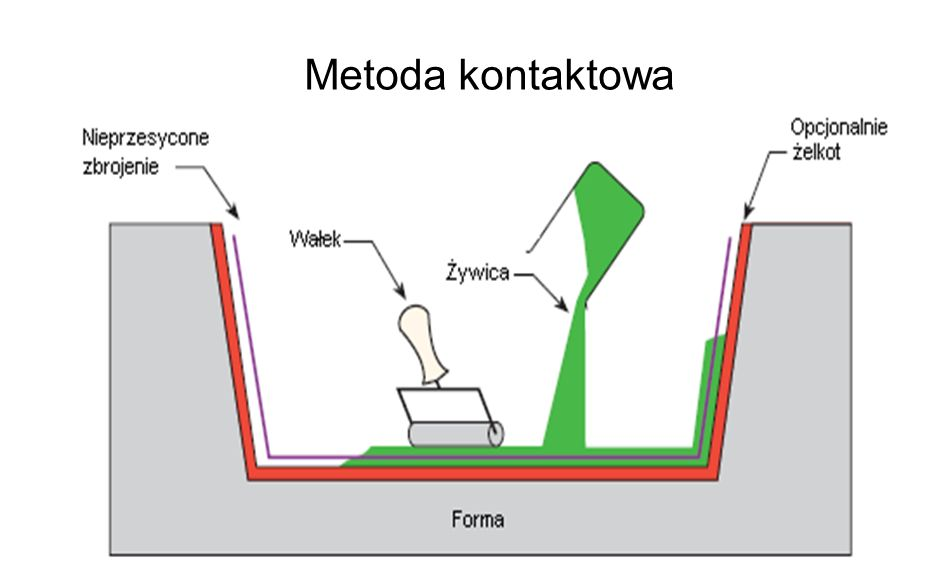 Metoda kontaktowa
Nieprzesycone
zbrojenie
Opcjonalnie
żelkot
Wałek
Żywica
Forma